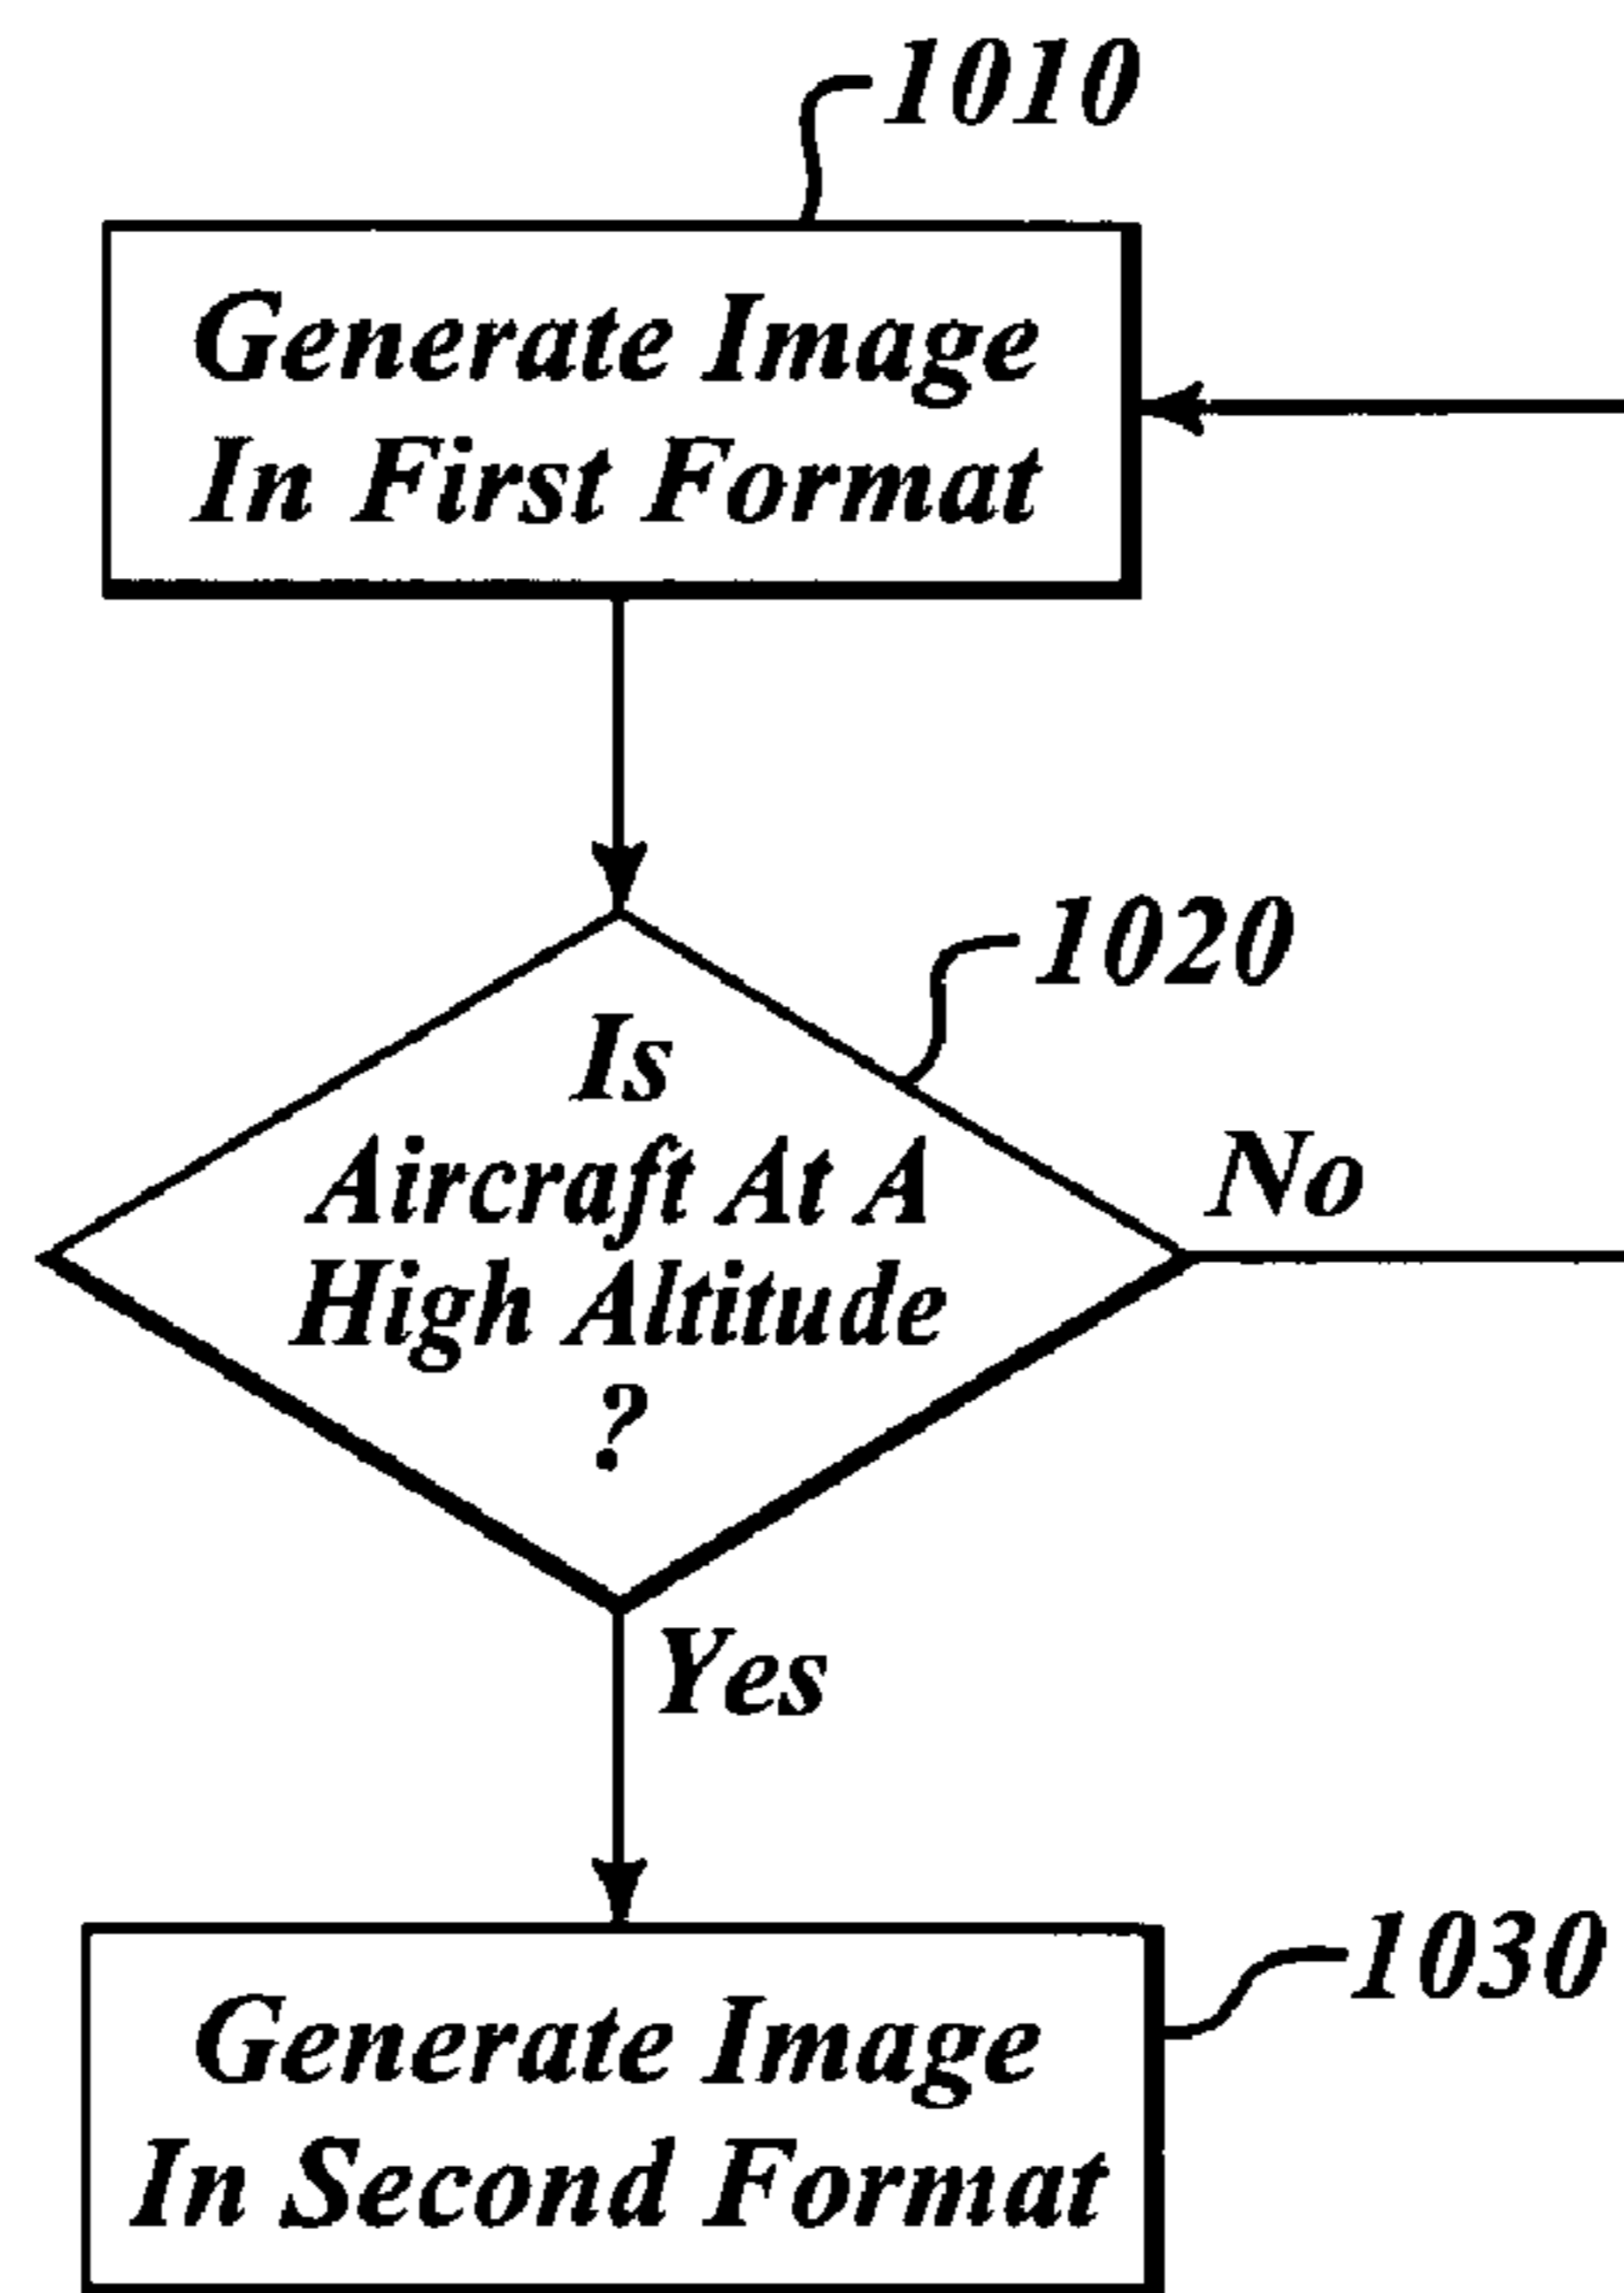 1010
Generate Image
In First Format
1020
Is
Aircraft At A
High Altitude
?
No
Yes
1030
Generate Image
In Second Format